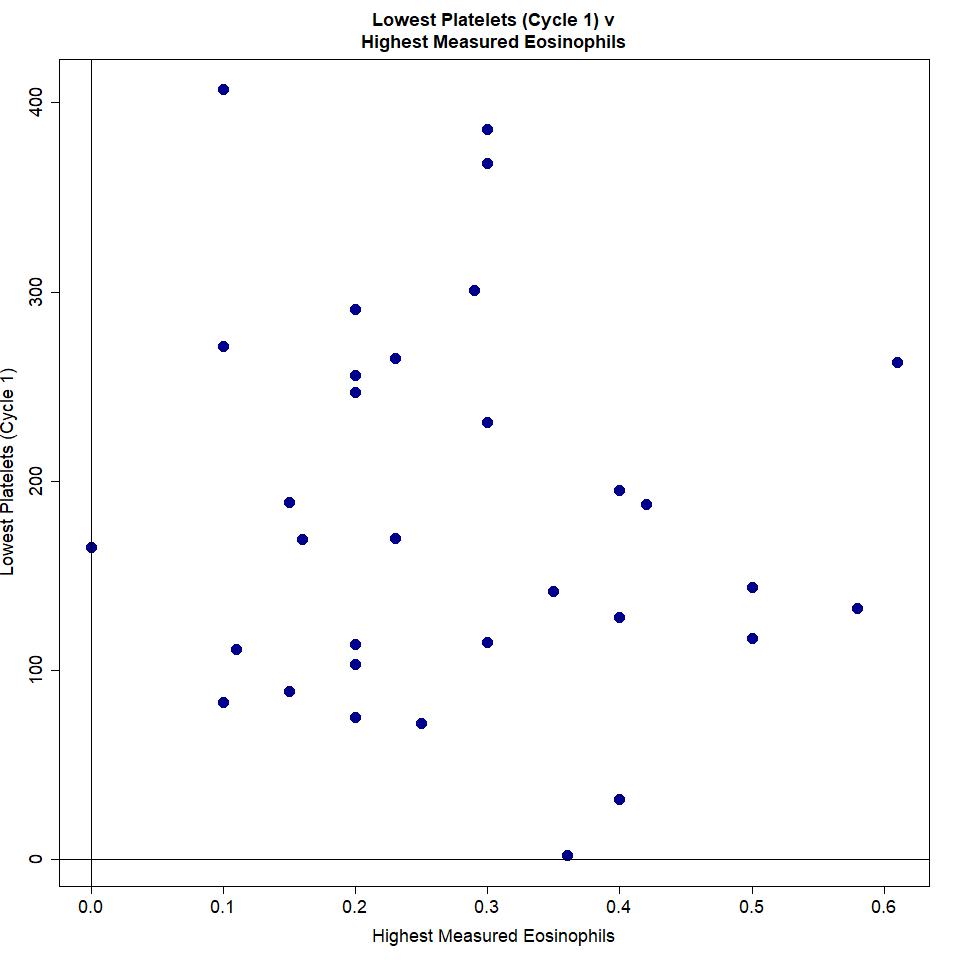 Lowest Platelets (Cycle 1) v
Highest Measured Eosinophils
Lowest Platelets (Cycle 1)
400
300
200
100
0
0.0 0.1 0.2 0.3 0.4 0.5 0.6
Highest Measured Eosinophils